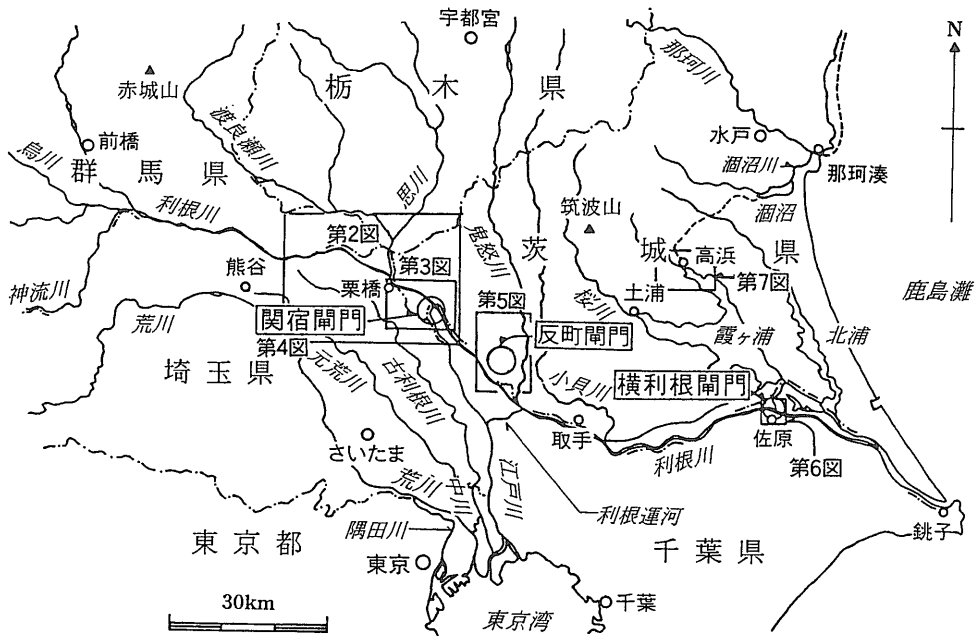 宇都宮
N
赤城山
栃木県
那珂川
渡良瀬川
前橋
水戸
涸沼川
那珂湊
烏川
群馬県
思川
利根川
筑波山
涸沼
第2図
鬼怒川
茨城県
高浜
熊谷
第3図
栗橋
第7図
神流川
第5図
桜川
土浦
鹿島灘
荒川
関宿閘門
反町閘門
霞ヶ浦
北浦
第4図
埼玉県
元荒川
古利根川
小貝川
横利根閘門
取手
佐原
さいたま
利根川
第6図
荒川
中川
江戸川
利根運河
銚子
隅田川
東京都
千葉県
東京
30km
東京湾
千葉